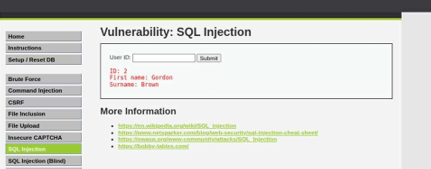 Vulnerability: SQL Injection
Home
Instructions
Setup / Reset DB
Brute Force
Command Injection
CSRF
File Inclusion
File Upload
Insecure CAPTCHA
SQL Injection
SQL Injection (Blind)
User ID:
Submit
ID: 2
First name: Gordon
Surname: Brown
More Information
https://en.wikipedia.org/wiki/SQL_injection
https://www.netsparker.com/blog/web-security/sql-injection-cheat-sheet/
https://owasp.org/www-community/attacks/SQL_Injection
https://bobby-tables.com/